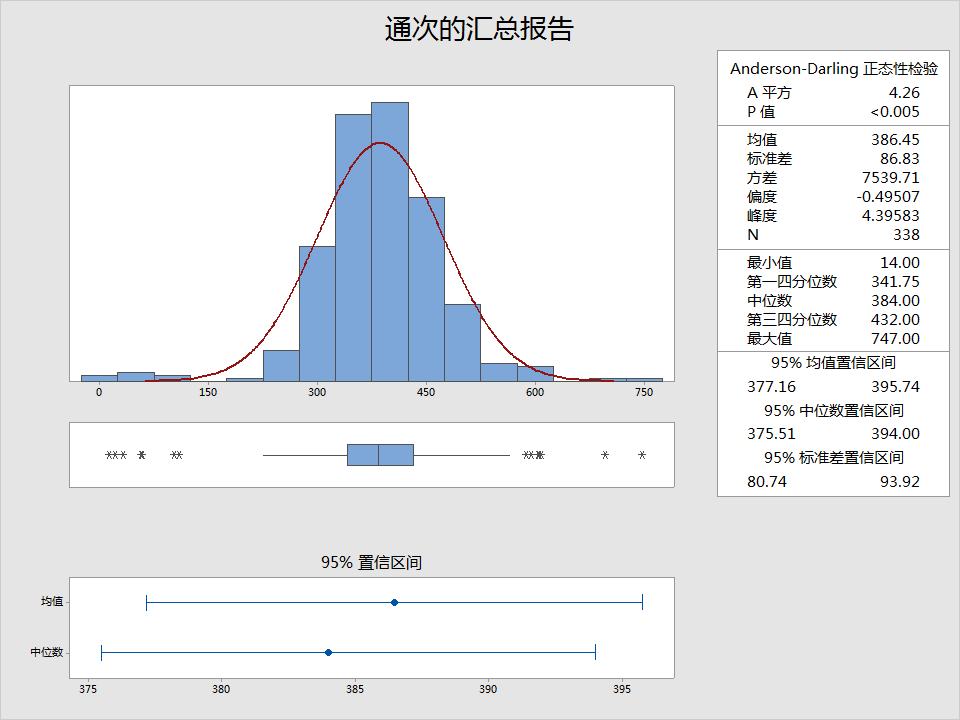 通次的汇总报告
Anderson-Darling 正态性检验
A 平方 4.26
P 值 <0.005
均值 386.45
标准差 86.83
方差 7539.71
偏度 -0.49507
峰度 4.39583
N 338
最小值 14.00
第一四分位数 341.75
中位数 384.00
第三四分位数 432.00
最大值 747.00
95% 均值置信区间
377.16 395.74
95% 中位数置信区间
375.51 394.00
95% 标准差置信区间
80.74 93.92
0 150 300 450 600 750
95% 置信区间
均值
中位数
375 380 385 390 395